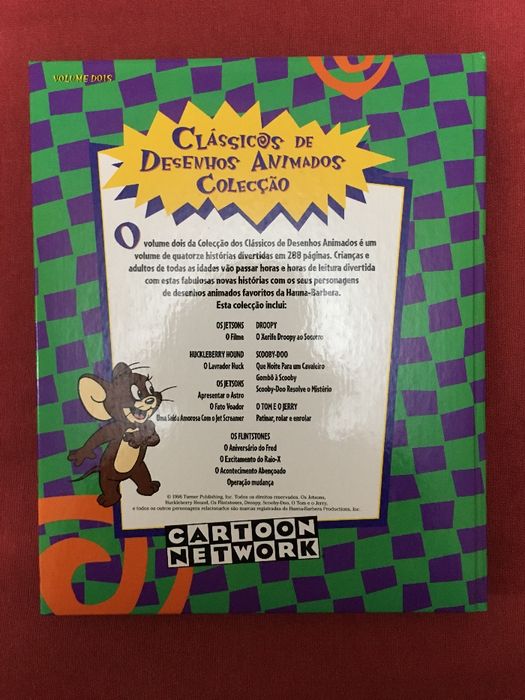 VOLUME DOIS
CLÁSSICOS DE
DESENHOS ANIMADOS
COLECÇÃO
O volume dois da Colecção dos Clássicos de Desenhos Animados é um
volume de quatorze histórias divertidas em 288 páginas. Crianças e
adultos de todas as idades vão passar horas e horas de leitura divertida
com estas fabulosas novas histórias com os seus personagens
de desenhos animados favoritos da Hauna-Barbera.
Esta colecção inclui:
OS JETSONS
O Filme
HUCKLEBERRY HOUND
O Lavrador Huck
OS JETSONS
Apresentar o Astro
O Fato Voador
Uma Saída Amorosa Com o Jet Screamer
DROOPY
O Xerife Droopy ao Socorro
SCOOBY-DOO
Que Noite Para um Cavaleiro
Gombô à Scooby
Scooby-Doo Resolve o Mistério
O TOM E O JERRY
Patinar, rolar e enrolar
OS FLINTSTONES
O Aniversário do Fred
O Excitamento do Raio-X
O Acontecimento Abençoado
Operação mudança
© 1996 Turner Publishing, Inc. Todos os direitos reservados. Os Jetsons,
Huckleberry Hound, Os Flintstones, Droopy, Scooby-Doo, O Tom e o Jerry,
e todos os outros personagens relacionados são marcas registradas de Hauna-Barbera Productions, Inc.
CARTOON
NETWORK